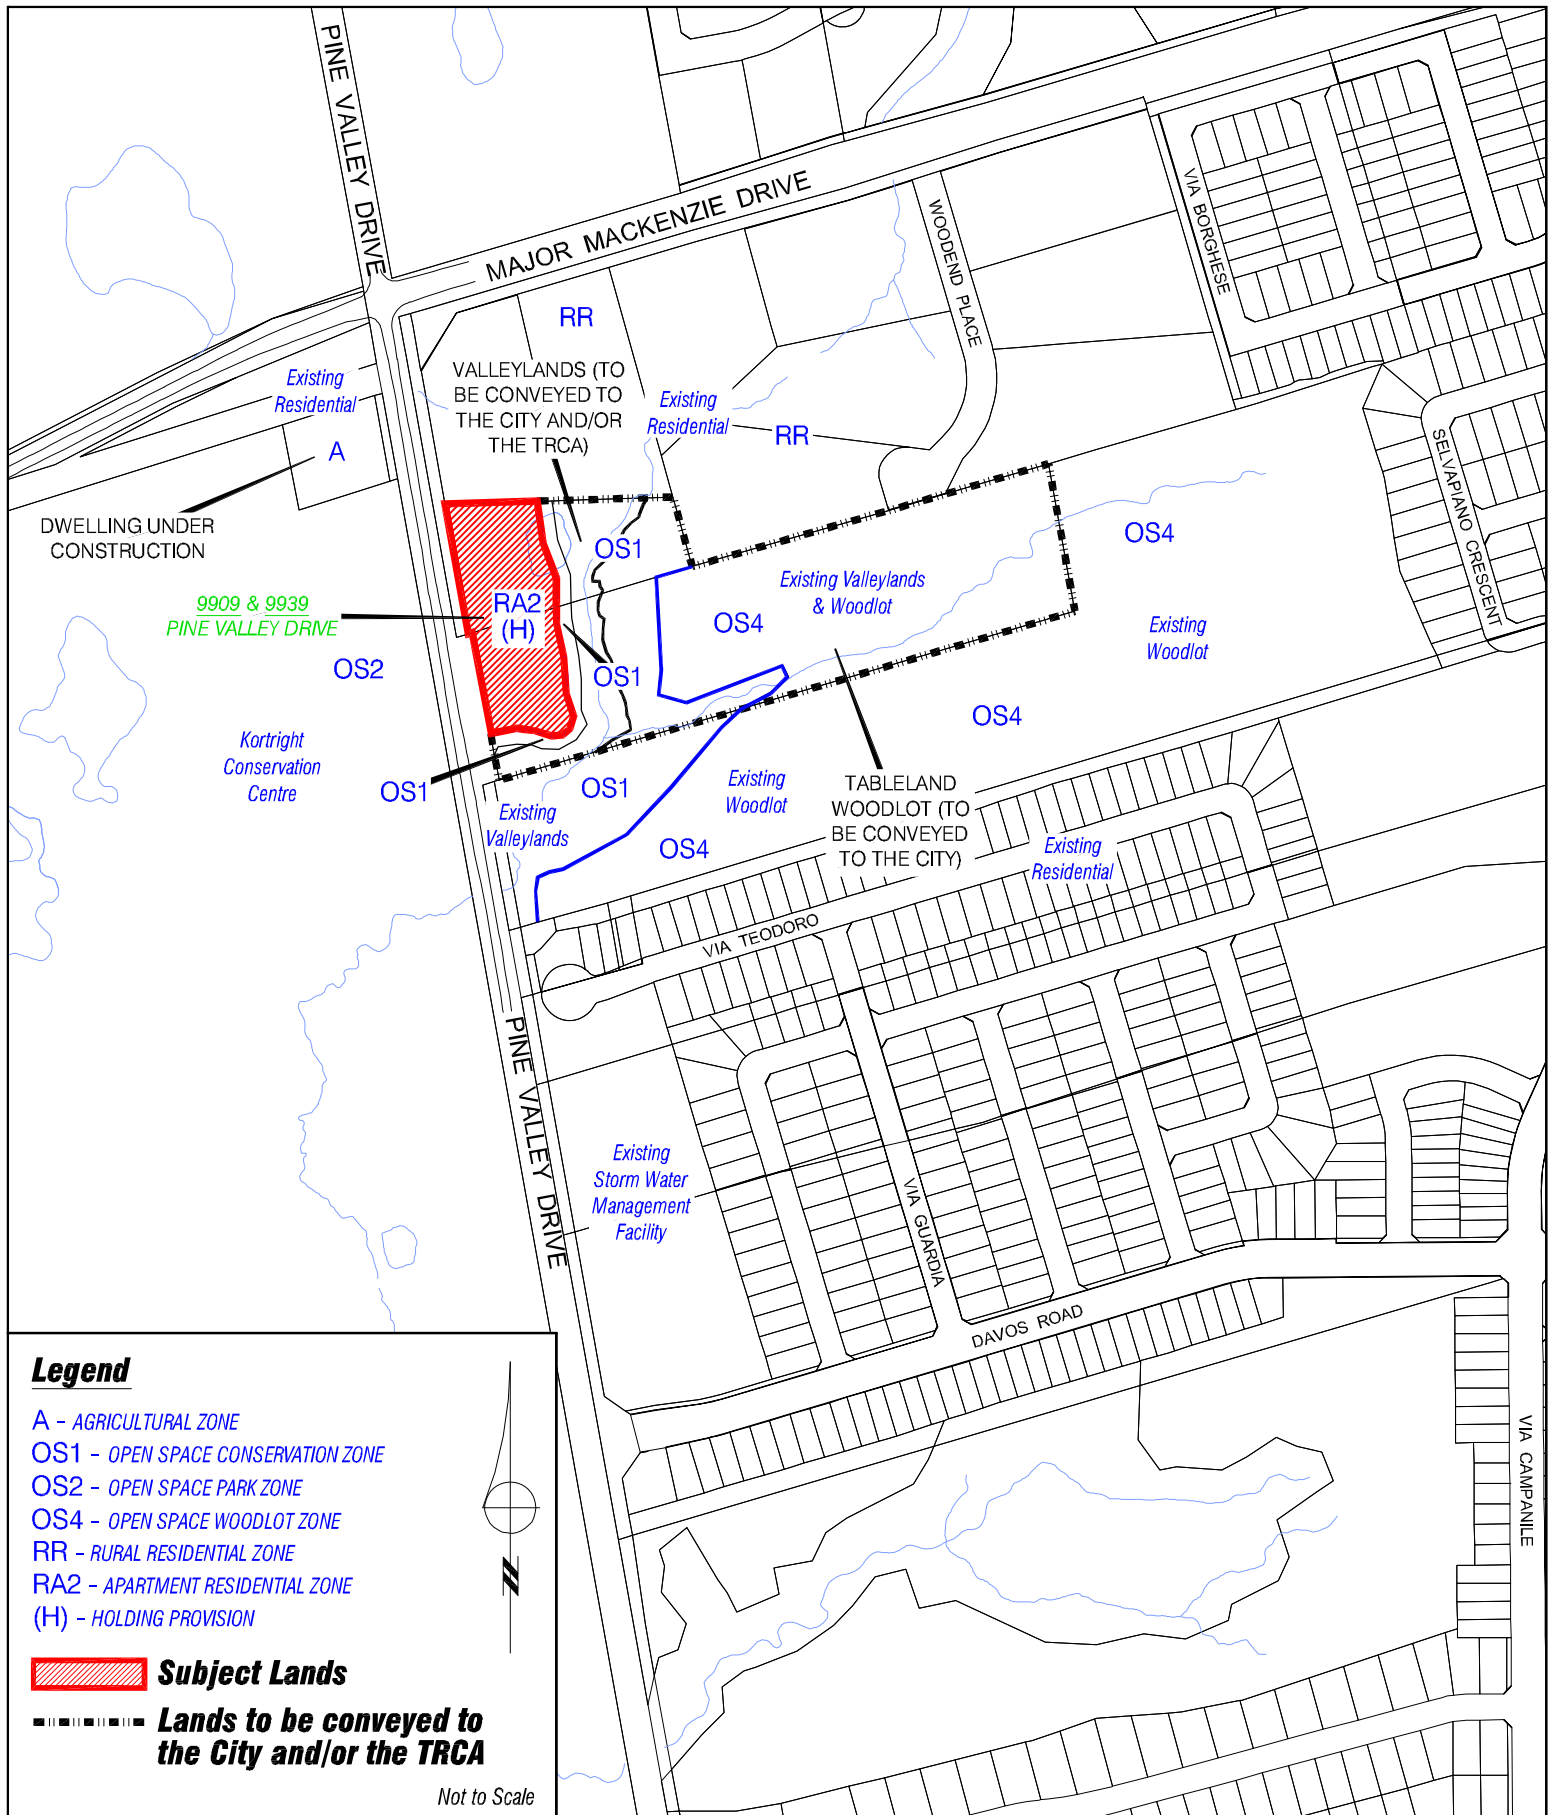 PINE VALLEY DRIVE
MAJOR MACKENZIE DRIVE
WOODEND PLACE
VIA BORGHESE
RR
VALLEYLANDS (TO
BE CONVEYED TO
THE CITY AND/OR
THE TRCA)
Existing
Residential
A
Existing
Residential
RR
SELVAPIANO CRESCENT
DWELLING UNDER
CONSTRUCTION
OS1
OS4
Existing Valleylands
& Woodlot
9909 & 9939
PINE VALLEY DRIVE
RA2
(H)
OS4
Existing
Woodlot
OS2
OS1
OS4
Kortright
Conservation
Centre
OS1
OS1
Existing
Valleylands
Existing
Woodlot
OS4
TABLELAND
WOODLOT (TO
BE CONVEYED
TO THE CITY)
Existing
Residential
VIA TEODORO
PINE VALLEY DRIVE
Existing
Storm Water
Management
Facility
VIA GUARDIA
DAVOS ROAD
VIA CAMPANILE
Legend
A - AGRICULTURAL ZONE
OS1 - OPEN SPACE CONSERVATION ZONE
OS2 - OPEN SPACE PARK ZONE
OS4 - OPEN SPACE WOODLOT ZONE
RR - RURAL RESIDENTIAL ZONE
RA2 - APARTMENT RESIDENTIAL ZONE
(H) - HOLDING PROVISION
Subject Lands
Lands to be conveyed to
the City and/or the TRCA
Not to Scale